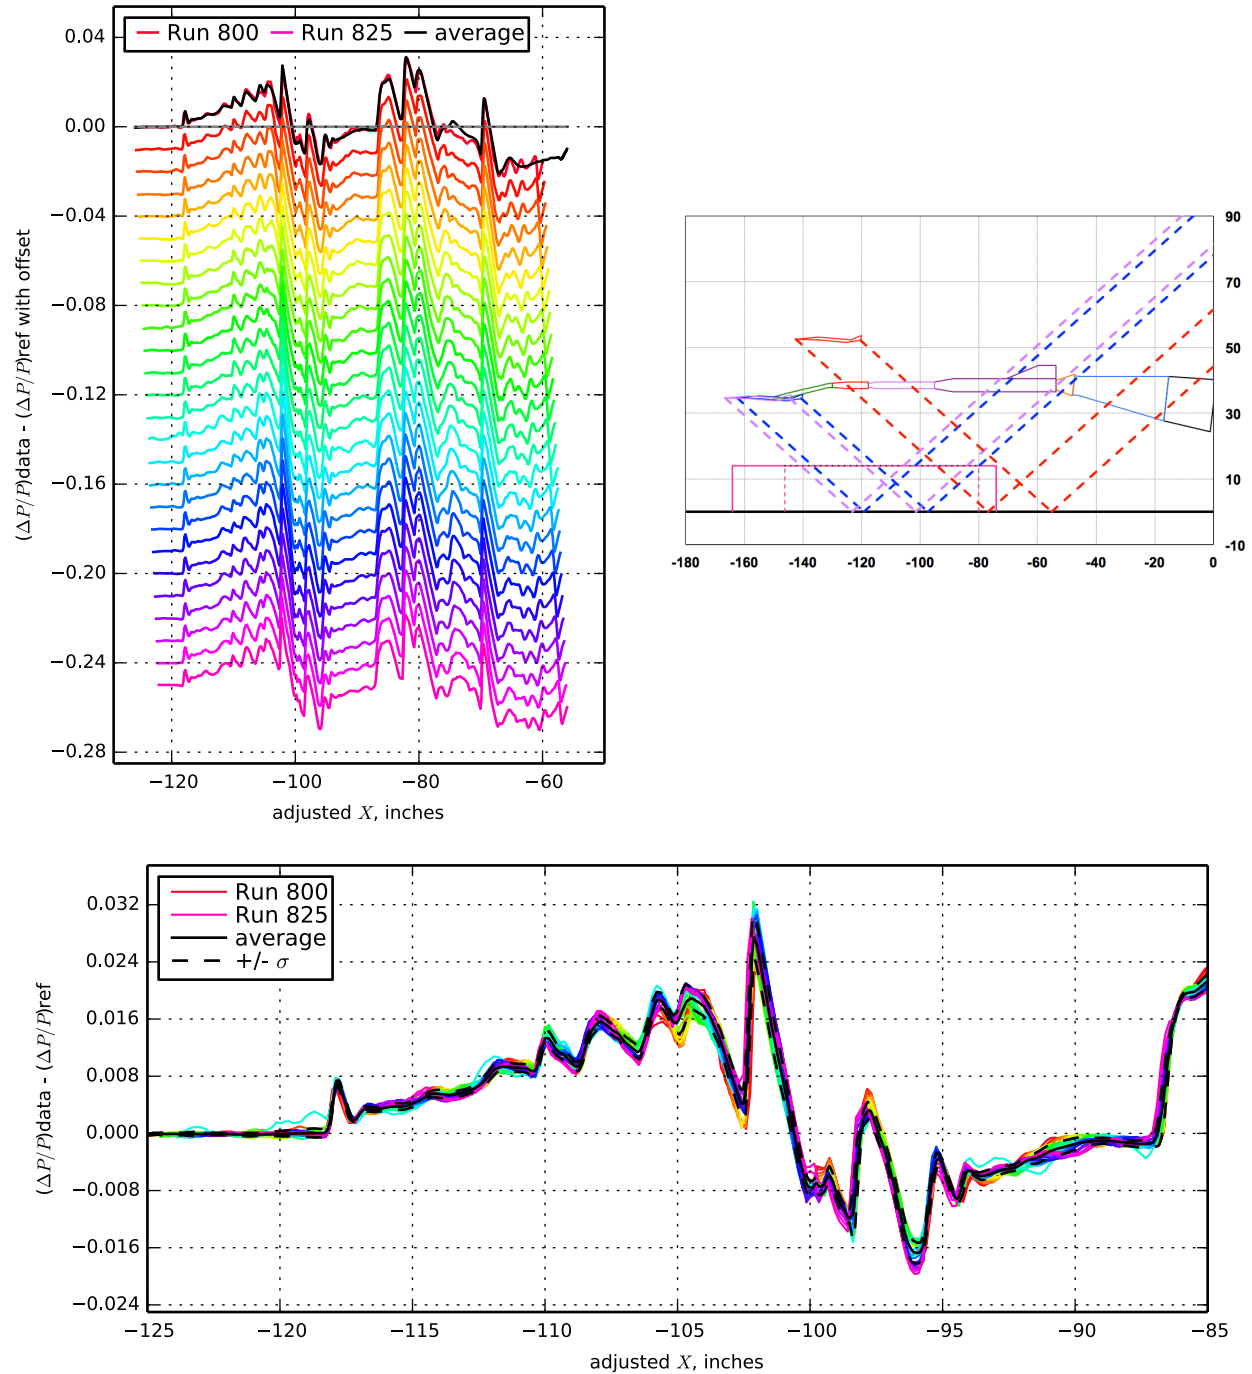 Run 800 Run 825 average
0.04
0.00
−0.04
−0.08
−0.12
−0.16
−0.20
−0.24
−0.28
(ΔP/P)data - (ΔP/P)ref with offset
−120 −100 −80 −60
adjusted X, inches
90
70
50
30
10
-10
-180 -160 -140 -120 -100 -80 -60 -40 -20 0
Run 800
Run 825
average
+/- σ
0.032
0.024
0.016
0.008
0.000
−0.008
−0.016
−0.024
(ΔP/P)data - (ΔP/P)ref
−125 −120 −115 −110 −105 −100 −95 −90 −85
adjusted X, inches